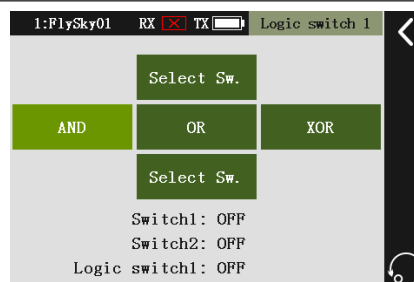 1:FlySky01 RX TX Logic switch 1
Select Sw.
AND OR XOR
Select Sw.
Switch1: OFF
Switch2: OFF
Logic switch1: OFF